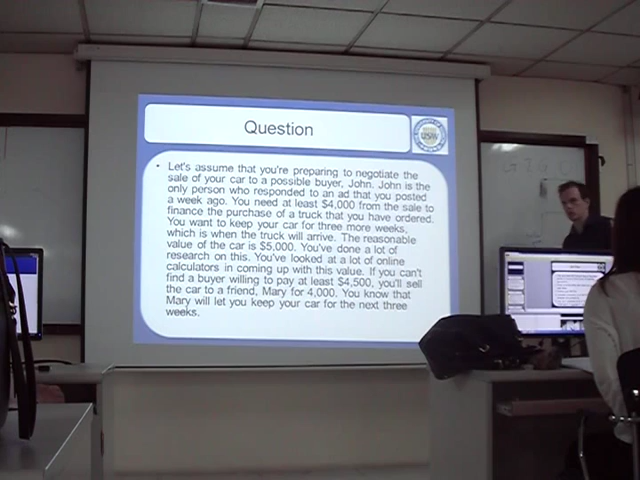 Question
• Let's assume that you're preparing to negotiate the
sale of your car to a possible buyer, John. John is the
only person who responded to an ad that you posted
a week ago. You need at least $4,000 from the sale to
finance the purchase of a truck that you have ordered.
You want to keep your car for three more weeks,
which is when the truck will arrive. The reasonable
value of the car is $5,000. You've done a lot of
research on this. You've looked at a lot of online
calculators in coming up with this value. If you can't
find a buyer willing to pay at least $4,500, you'll sell
the car to a friend, Mary for 4,000. You know that
Mary will let you keep your car for the next three
weeks.